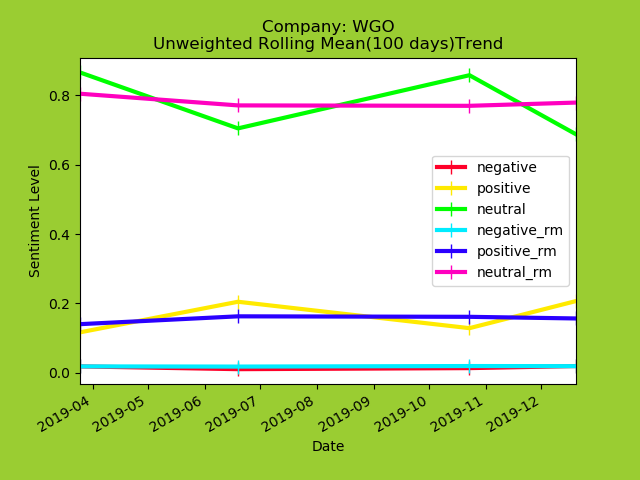 Company: WGO
Unweighted Rolling Mean(100 days)Trend
Sentiment Level
0.8
0.6
0.4
0.2
0.0
negative
positive
neutral
negative_rm
positive_rm
neutral_rm
2019-04
2019-05
2019-06
2019-07
2019-08
2019-09
2019-10
2019-11
2019-12
Date